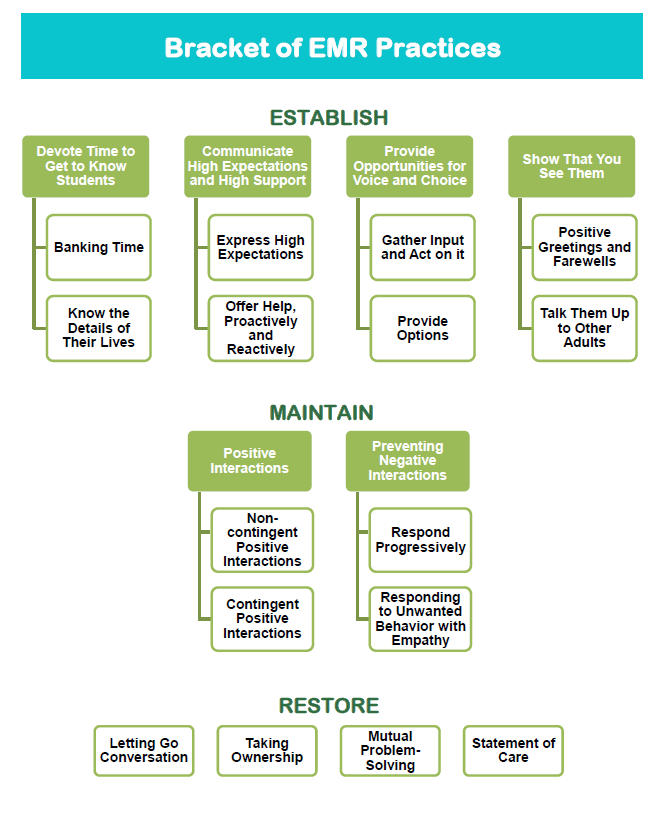 Bracket of EMR Practices
ESTABLISH
Devote Time to
Get to Know
Students
Banking Time
Know the
Details of
Their Lives
Communicate
High Expectations
and High Support
Express High
Expectations
Offer Help,
Proactively
and
Reactively
Provide
Opportunities for
Voice and Choice
Gather Input
and Act on it
Provide
Options
Show That You
See Them
Positive
Greetings and
Farewells
Talk Them Up
to Other
Adults
MAINTAIN
Positive
Interactions
Non-
contingent
Positive
Interactions
Contingent
Positive
Interactions
Preventing
Negative
Interactions
Respond
Progressively
Responding
to Unwanted
Behavior with
Empathy
RESTORE
Letting Go
Conversation
Taking
Ownership
Mutual
Problem-
Solving
Statement of
Care